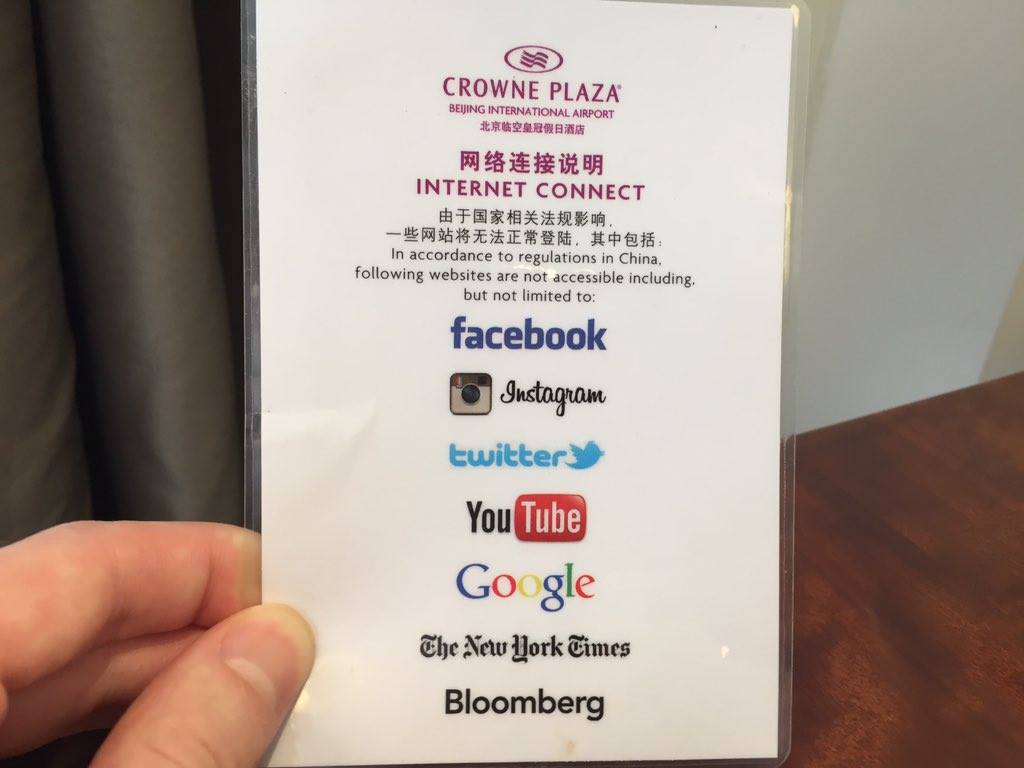 CROWNE PLAZA®
BEIJING INTERNATIONAL AIRPORT
北京临空皇冠假日酒店
网络连接说明
INTERNET CONNECT
由于国家相关法规影响，
一些网站将无法正常登陆，其中包括：
In accordance to regulations in China,
following websites are not accessible including,
but not limited to:
facebook
Instagram
twitter
YouTube
Google
The New York Times
Bloomberg